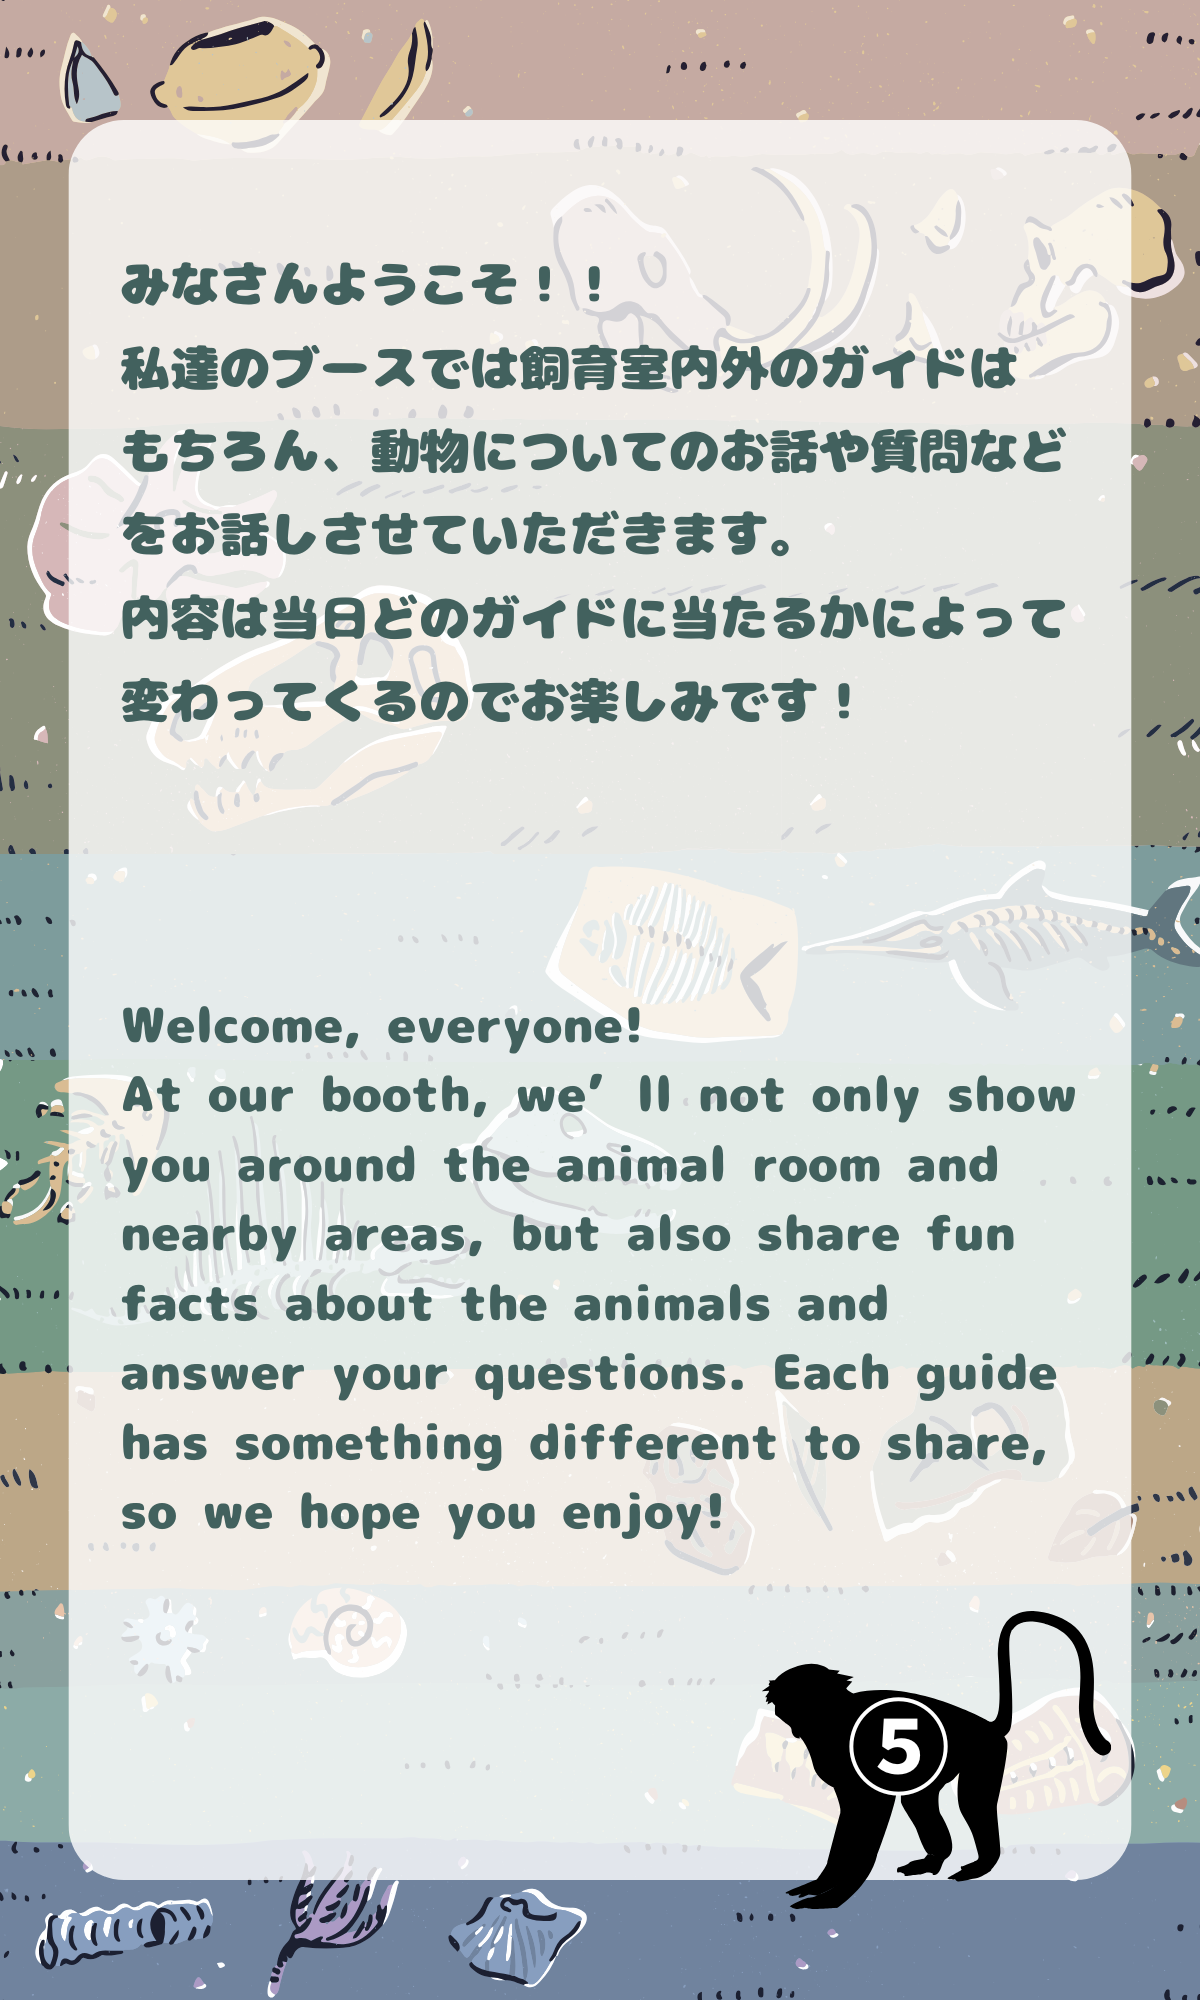 みなさんようこそ！！
私達のブースでは飼育室内外のガイドは
もちろん、動物についてのお話や質問など
をお話しさせていただきます。
内容は当日どのガイドに当たるかによって
変わってくるのでお楽しみです！
Welcome, everyone!
At our booth, we’ ll not only show
you around the animal room and
nearby areas, but also share fun
facts about the animals and
answer your questions. Each guide
has something different to share,
so we hope you enjoy!
5